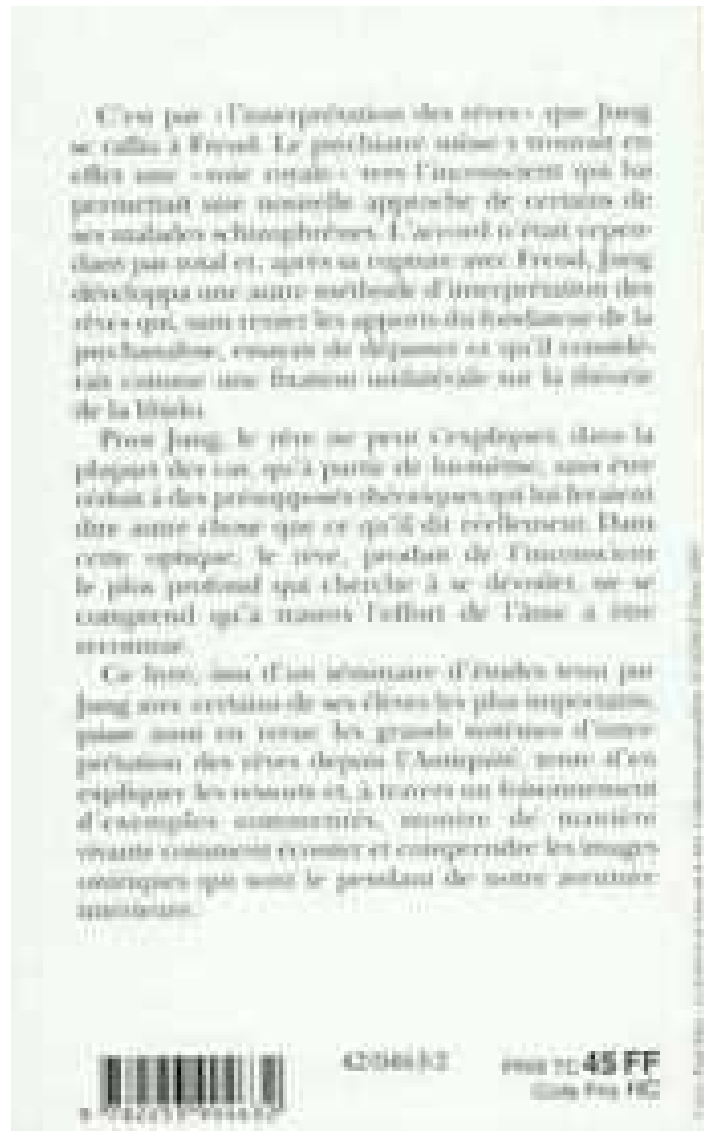 C'est par « l'interprétation des rêves » que Jung
se rallia à Freud. Le psychiatre suisse y trouvait en
effet une « voie royale » vers l'inconscient qui lui
permettait une nouvelle approche de certains de
ses malades schizophrènes. L'accord n'était cepen-
dant pas total et, après sa rupture avec Freud, Jung
développa une autre méthode d'interprétation des
rêves qui, sans renier les apports du fondateur de la
psychanalyse, essayait de dépasser ce qu'il considé-
rait comme une fixation unilatérale sur la théorie
de la libido.
Pour Jung, le rêve ne peut s'expliquer, dans la
plupart des cas, qu'à partir de lui-même, sans être
réduit à des présupposés théoriques qui lui feraient
dire autre chose que ce qu'il dit réellement. Dans
cette optique, le rêve, produit de l'inconscient
le plus profond qui cherche à se dévoiler, ne se
comprend qu'à travers l'effort de l'âme à être
reconnue.
Ce livre, issu d'un séminaire d'études tenu par
Jung avec certains de ses élèves les plus importants,
passe aussi en revue les grands systèmes d'inter-
prétation des rêves depuis l'Antiquité, tente d'en
expliquer les ressorts et, à travers un foisonnement
d'exemples commentés, montre de manière
vivante comment écouter et comprendre les images
oniriques qui sont le pendant de notre aventure
intérieure.
42/0463/2
PRIX TC 45 FF
Code Prix HC